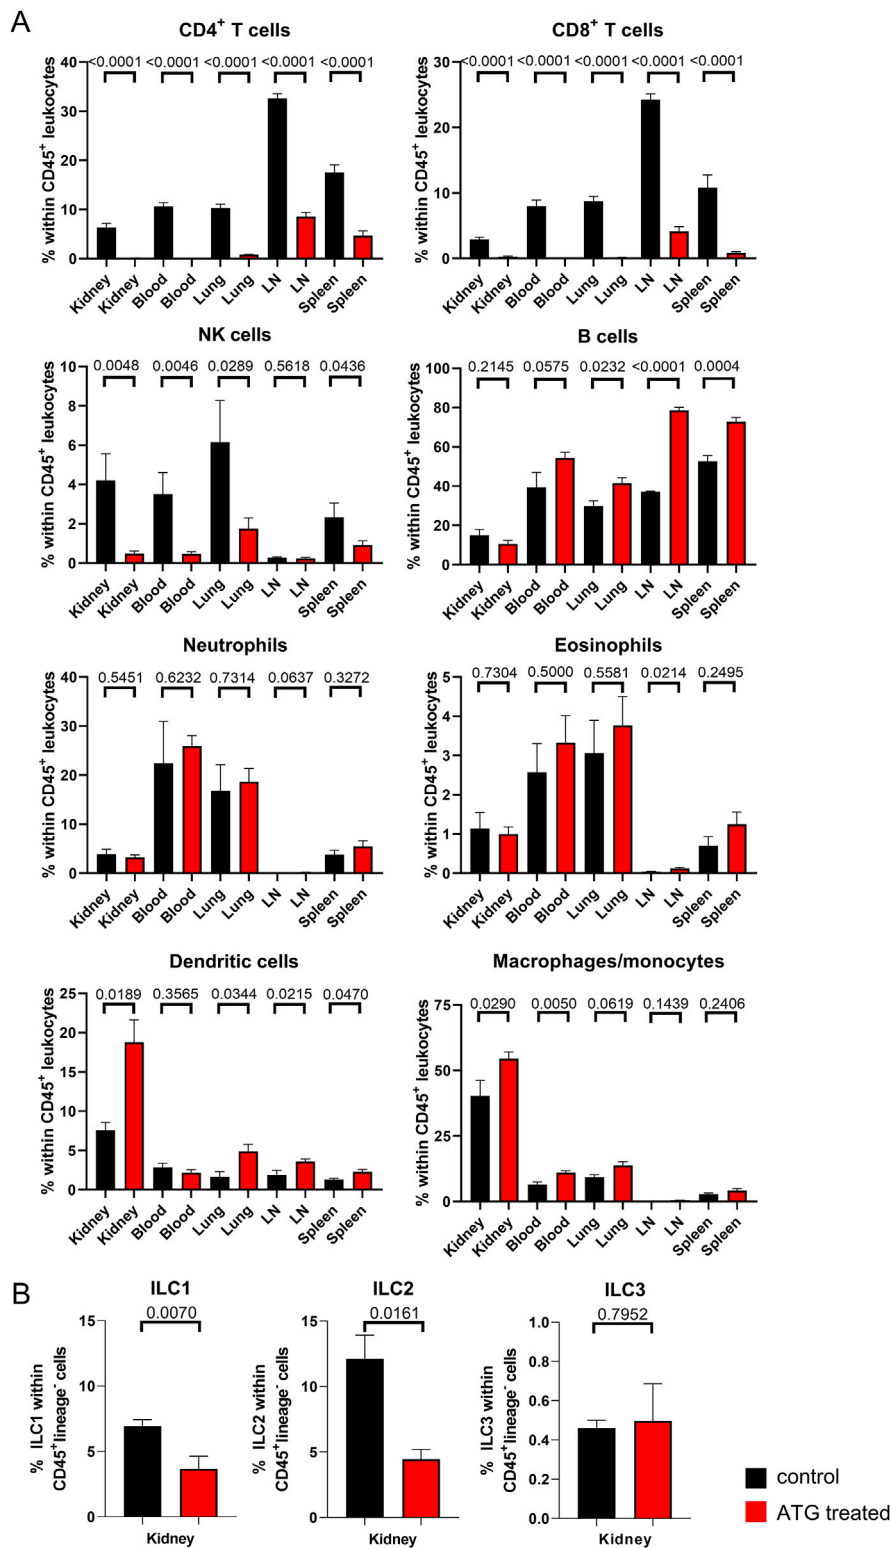 A
CD4+ T cells
% within CD45+ leukocytes
40
30
20
10
0
<0.0001 <0.0001 <0.0001 <0.0001 <0.0001
Kidney Kidney Blood Blood Lung Lung LN LN Spleen Spleen
CD8+ T cells
% within CD45+ leukocytes
30
20
10
0
<0.0001 <0.0001 <0.0001 <0.0001 <0.0001
Kidney Kidney Blood Blood Lung Lung LN LN Spleen Spleen
NK cells
% within CD45+ leukocytes
10
8
6
4
2
0
0.0048 0.0046 0.0289 0.5618 0.0436
Kidney Kidney Blood Blood Lung Lung LN LN Spleen Spleen
B cells
% within CD45+ leukocytes
100
80
60
40
20
0
0.2145 0.0575 0.0232 <0.0001 0.0004
Kidney Kidney Blood Blood Lung Lung LN LN Spleen Spleen
Neutrophils
% within CD45+ leukocytes
40
30
20
10
0
0.5451 0.6232 0.7314 0.0637 0.3272
Kidney Kidney Blood Blood Lung Lung LN LN Spleen Spleen
Eosinophils
% within CD45+ leukocytes
5
4
3
2
1
0
0.7304 0.5000 0.5581 0.0214 0.2495
Kidney Kidney Blood Blood Lung Lung LN LN Spleen Spleen
Dendritic cells
% within CD45+ leukocytes
25
20
15
10
5
0
0.0189 0.3565 0.0344 0.0215 0.0470
Kidney Kidney Blood Blood Lung Lung LN LN Spleen Spleen
Macrophages/monocytes
% within CD45+ leukocytes
75
50
25
0
0.0290 0.0050 0.0619 0.1439 0.2406
Kidney Kidney Blood Blood Lung Lung LN LN Spleen Spleen
B
ILC1
% ILC1 within
CD45+lineage- cells
15
10
5
0
0.0070
Kidney
ILC2
% ILC2 within
CD45+lineage- cells
15
10
5
0
0.0161
Kidney
ILC3
% ILC3 within
CD45+lineage- cells
1.0
0.8
0.6
0.4
0.2
0.0
0.7952
Kidney
control
ATG treated